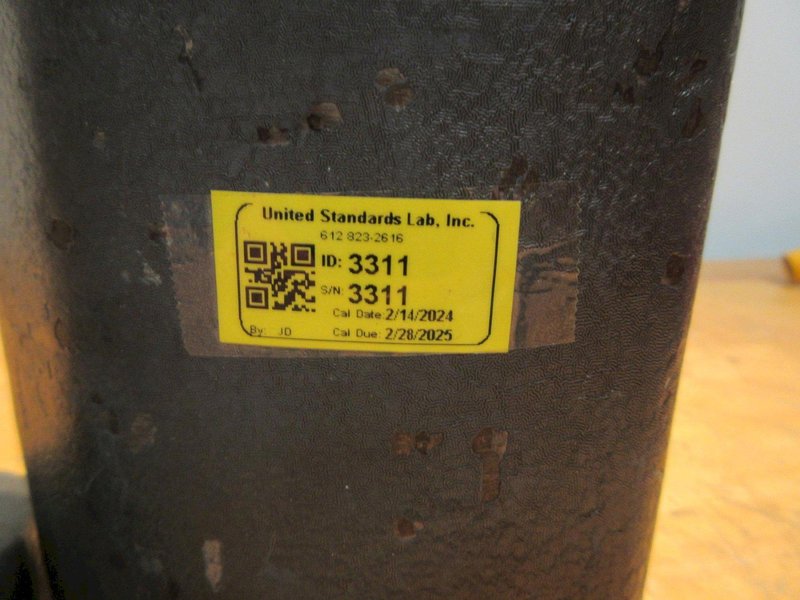 United Standards Lab, Inc.
612 823-2616
ID: 3311
S/N: 3311
Cal Date: 2/14/2024
By: JD Cal Due: 2/28/2025